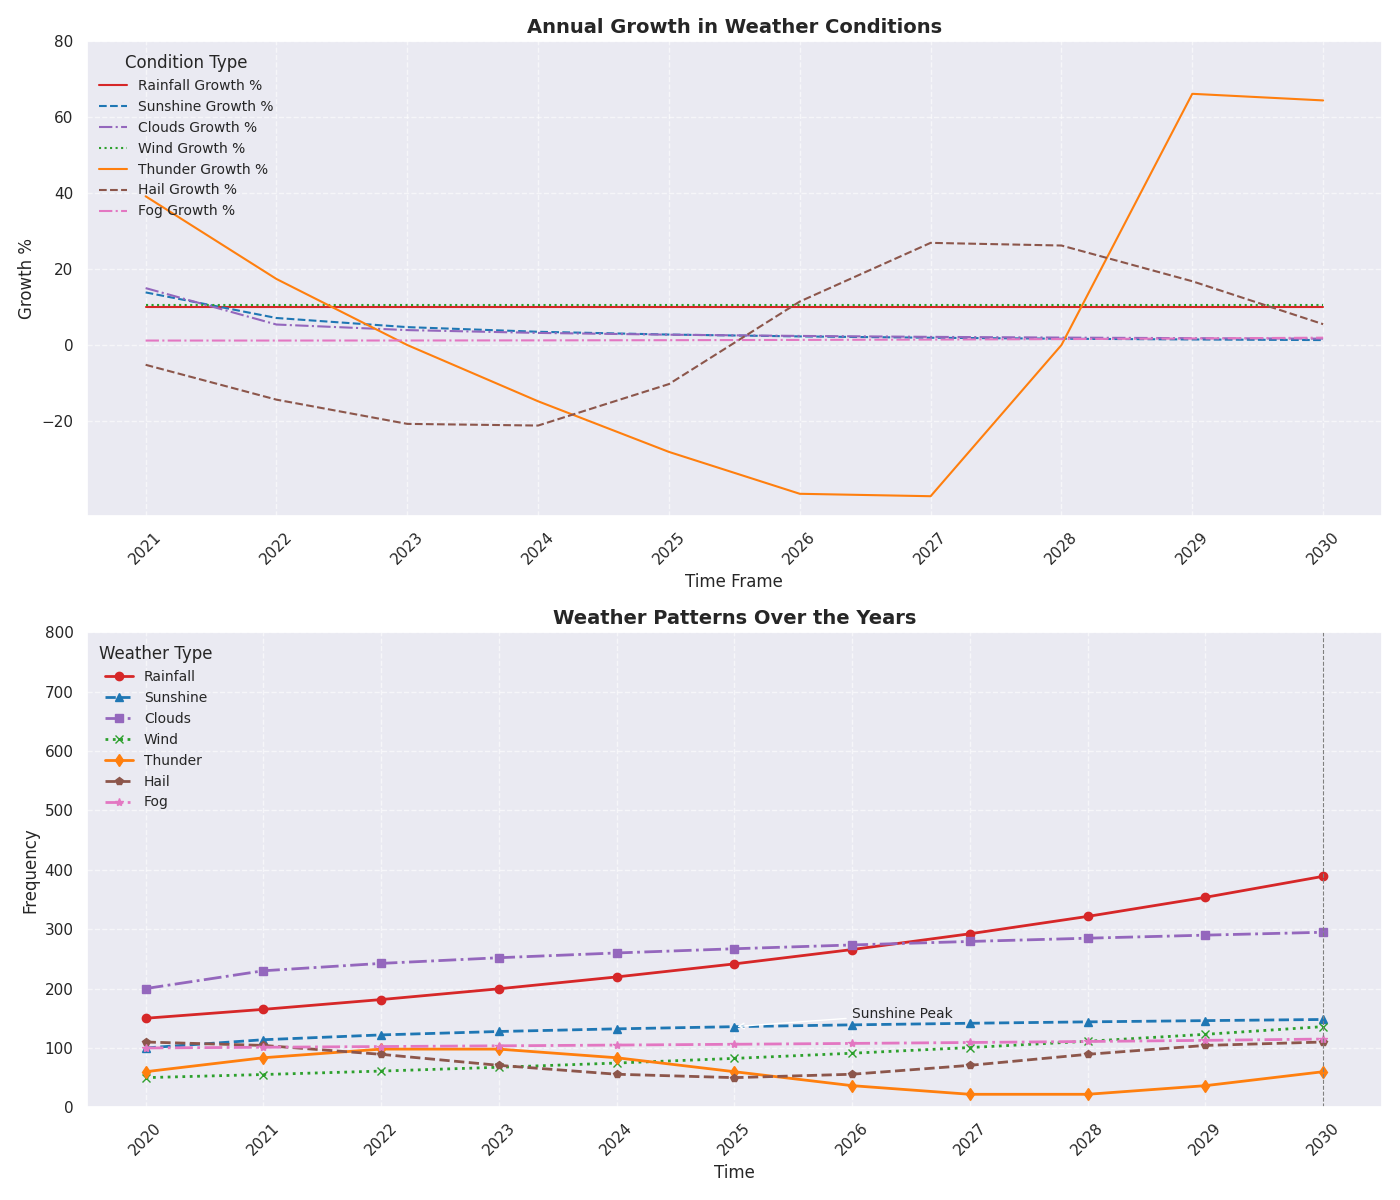 Annual Growth in Weather Conditions
Growth %
80
60
40
20
0
−20
Condition Type
Rainfall Growth %
Sunshine Growth %
Clouds Growth %
Wind Growth %
Thunder Growth %
Hail Growth %
Fog Growth %
2021
2022
2023
2024
2025
2026
2027
2028
2029
2030
Time Frame
Weather Patterns Over the Years
Frequency
800
700
600
500
400
300
200
100
0
Weather Type
Rainfall
Sunshine
Clouds
Wind
Thunder
Hail
Fog
Sunshine Peak
2020
2021
2022
2023
2024
2025
2026
2027
2028
2029
2030
Time